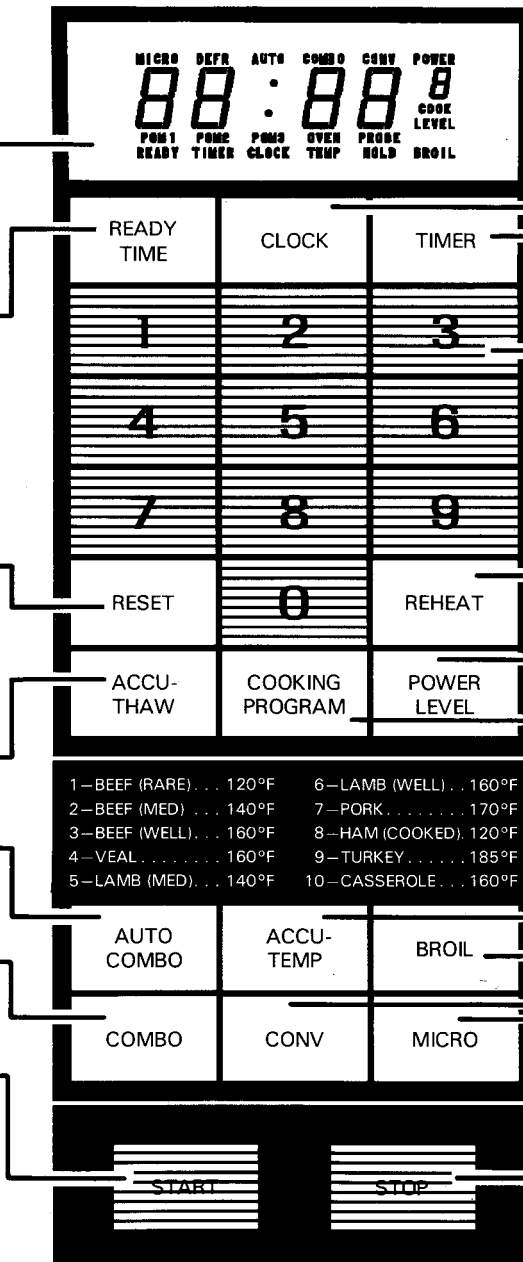 MICRO DEFR AUTO COMBO CONV POWER
88:88 8
COOK
LEVEL
PGM1 PGM2 PGM3 OVEN PROBE
READY TIMER CLOCK TEMP HOLD BROIL
READY
TIME
CLOCK
TIMER
1 2 3
4 5 6
7 8 9
RESET 0 REHEAT
ACCU-
THAW
COOKING
PROGRAM
POWER
LEVEL
1—BEEF (RARE). . . 120°F 6—LAMB (WELL) . . 160°F
2—BEEF (MED) . . . 140°F 7—PORK. . . . . . . . 170°F
3—BEEF (WELL). . . 160°F 8—HAM (COOKED). 120°F
4—VEAL. . . . . . . . 160°F 9—TURKEY. . . . . . 185°F
5—LAMB (MED). . . 140°F 10—CASSEROLE. . . 160°F
AUTO
COMBO
ACCU-
TEMP
BROIL
COMBO CONV MICRO
START STOP